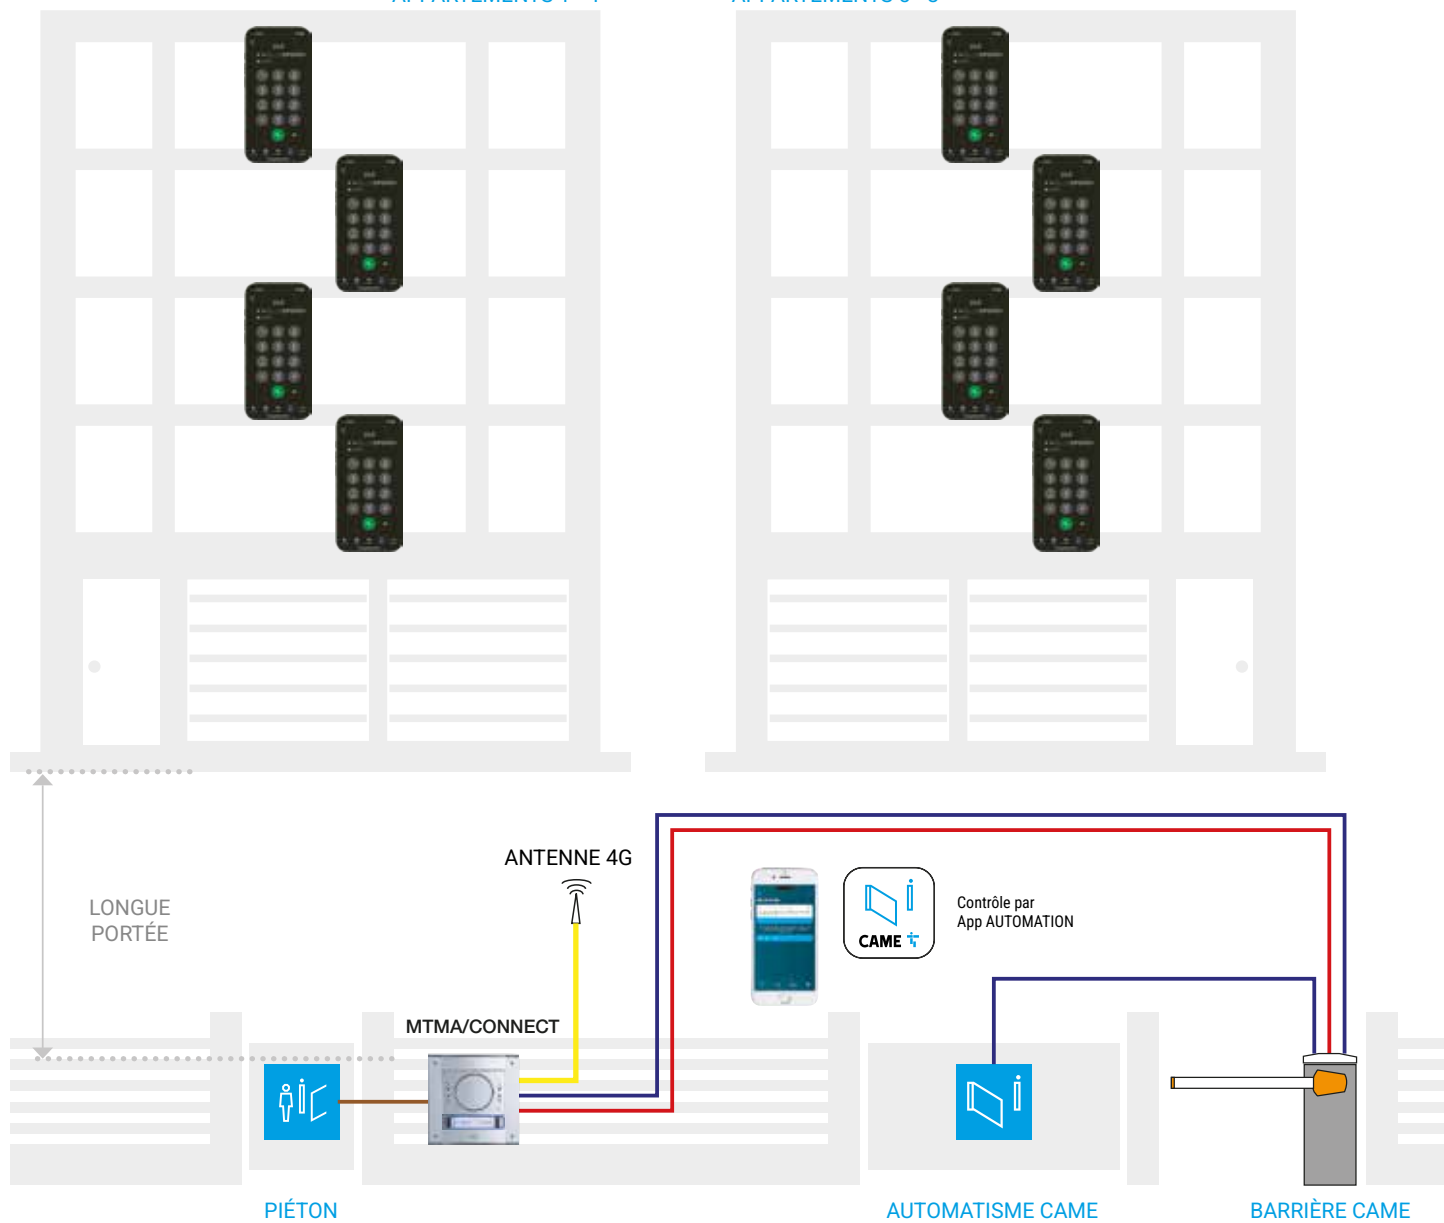 ANTENNE 4G
LONGUE
PORTÉE
Contrôle par
App AUTOMATION
CAME
MTMA/CONNECT
PIÉTON
AUTOMATISME CAME
BARRIÈRE CAME